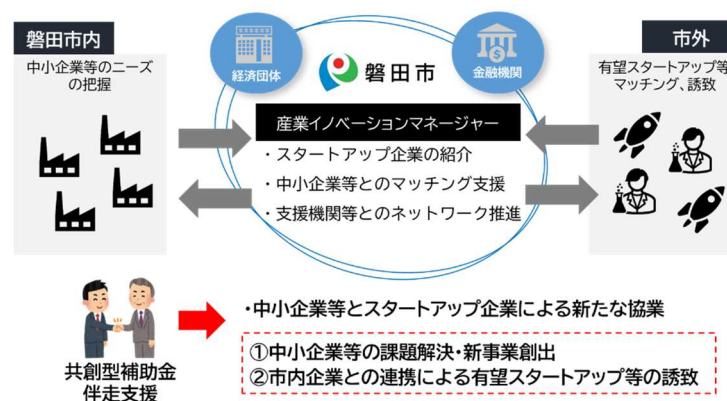 磐田市内
中小企業等のニーズ
の把握
経済団体
磐田市
金融機関
市外
有望スタートアップ等
マッチング、誘致
産業イノベーションマネージャー
・スタートアップ企業の紹介
・中小企業等とのマッチング支援
・支援機関等とのネットワーク推進
共創型補助金
伴走支援
・中小企業等とスタートアップ企業による新たな協業
①中小企業等の課題解決・新事業創出
②市内企業との連携による有望スタートアップ等の誘致